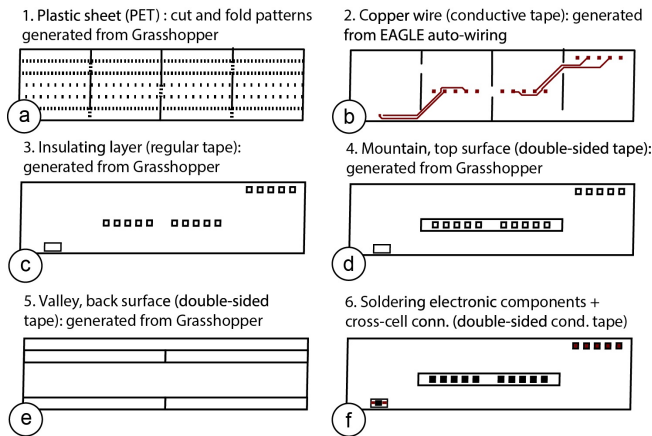 1. Plastic sheet (PET) : cut and fold patterns
generated from Grasshopper
2. Copper wire (conductive tape): generated
from EAGLE auto-wiring
a
b
3. Insulating layer (regular tape):
generated from Grasshopper
4. Mountain, top surface (double-sided tape):
generated from Grasshopper
c
d
5. Valley, back surface (double-sided
tape): generated from Grasshopper
6. Soldering electronic components +
cross-cell conn. (double-sided cond. tape)
e
f